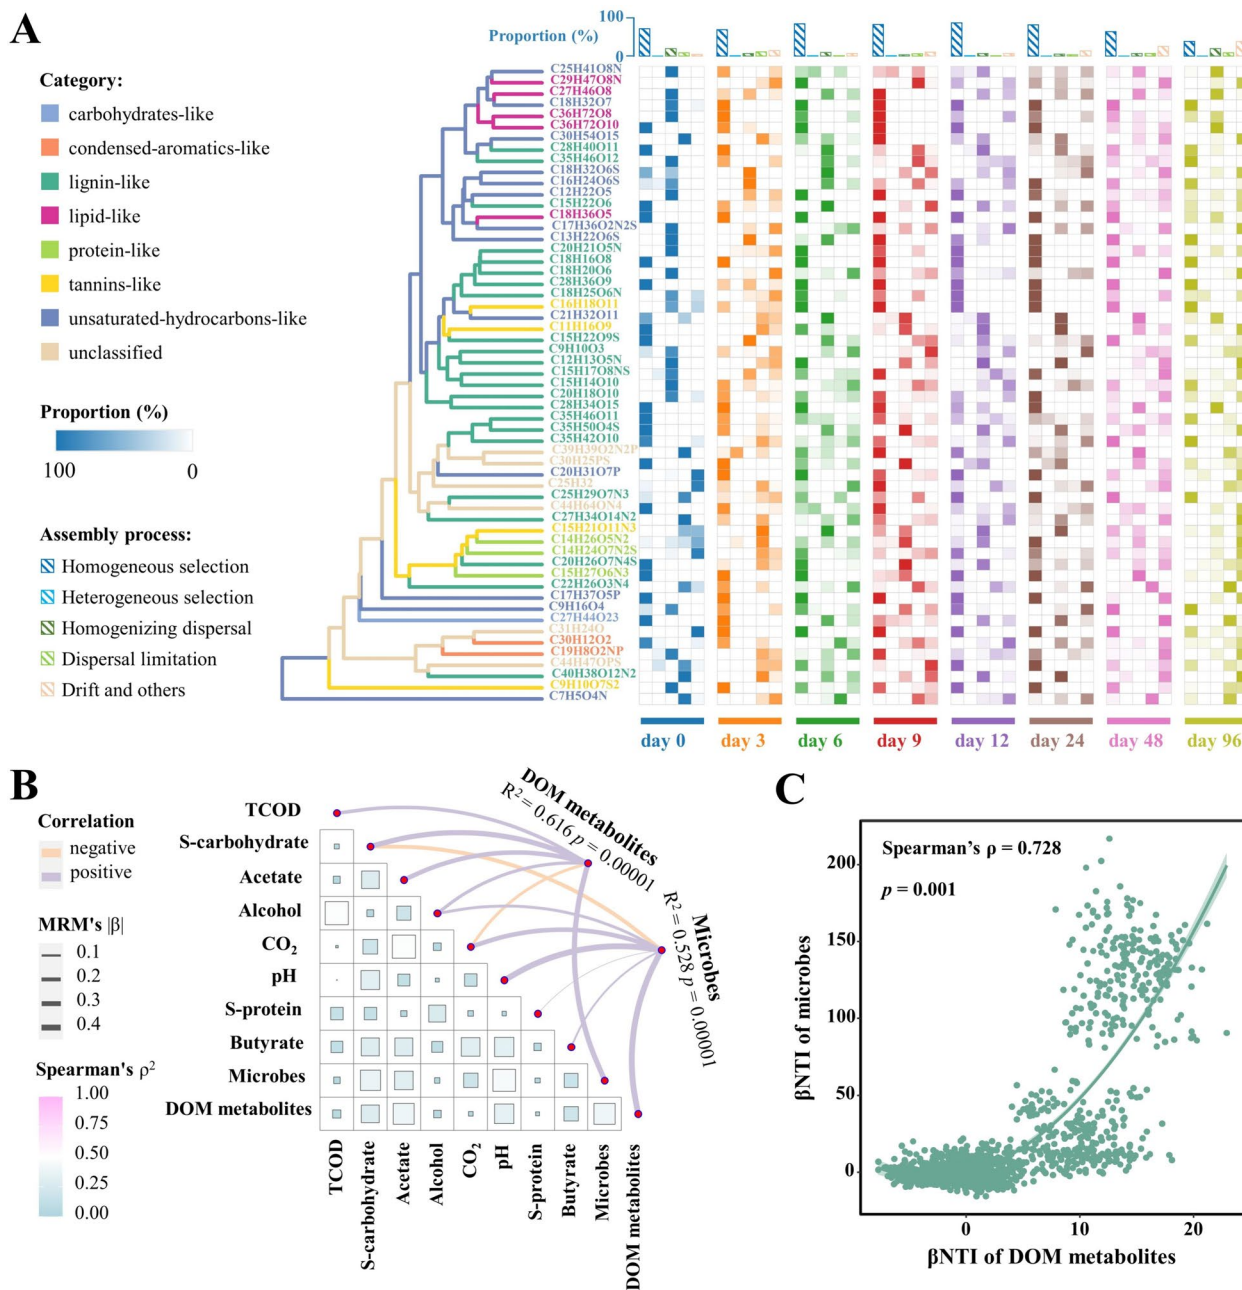 A
Proportion (%)
100
0
Category:
carbohydrates-like
condensed-aromatics-like
lignin-like
lipid-like
protein-like
tannins-like
unsaturated-hydrocarbons-like
unclassified
Proportion (%)
100
0
Assembly process:
Homogeneous selection
Heterogeneous selection
Homogenizing dispersal
Dispersal limitation
Drift and others
C25H41O8N
C29H47O8N
C27H46O8
C18H32O7
C36H72O8
C36H72O10
C30H54O15
C28H40O11
C35H46O12
C18H32O6S
C16H24O6S
C12H22O5
C15H22O6
C18H36O5
C17H36O2N2S
C13H22O6S
C20H21O5N
C18H16O8
C18H20O6
C28H36O9
C18H25O6N
C16H18O11
C21H32O11
C11H16O9
C15H22O9S
C9H10O3
C12H13O5N
C15H17O8NS
C15H14O10
C20H18O10
C28H34O15
C35H46O11
C35H50O4S
C35H42O10
C39H39O2N2P
C30H25PS
C20H31O7P
C25H32
C25H29O7N3
C44H64ON4
C27H34O14N2
C15H21O11N3
C14H26O5N2
C14H24O7N2S
C20H26O7N4S
C15H27O6N3
C22H26O3N4
C17H37O5P
C9H16O4
C27H44O23
C31H24O
C30H12O2
C19H8O2NP
C44H47OPS
C40H38O12N2
C9H10O7S2
C7H5O4N
day 0
day 3
day 6
day 9
day 12
day 24
day 48
day 96
B
Correlation
negative
positive
MRM's |β|
0.1
0.2
0.3
0.4
Spearman's ρ²
1.00
0.75
0.50
0.25
0.00
TCOD
S-carbohydrate
Acetate
Alcohol
CO₂
pH
S-protein
Butyrate
Microbes
DOM metabolites
TCOD
S-carbohydrate
Acetate
Alcohol
CO₂
pH
S-protein
Butyrate
Microbes
DOM metabolites
DOM metabolites
R² = 0.616 p = 0.00001
Microbes
R² = 0.528 p = 0.00001
C
Spearman's ρ = 0.728
p = 0.001
βNTI of microbes
200
150
100
50
0
0
10
20
βNTI of DOM metabolites